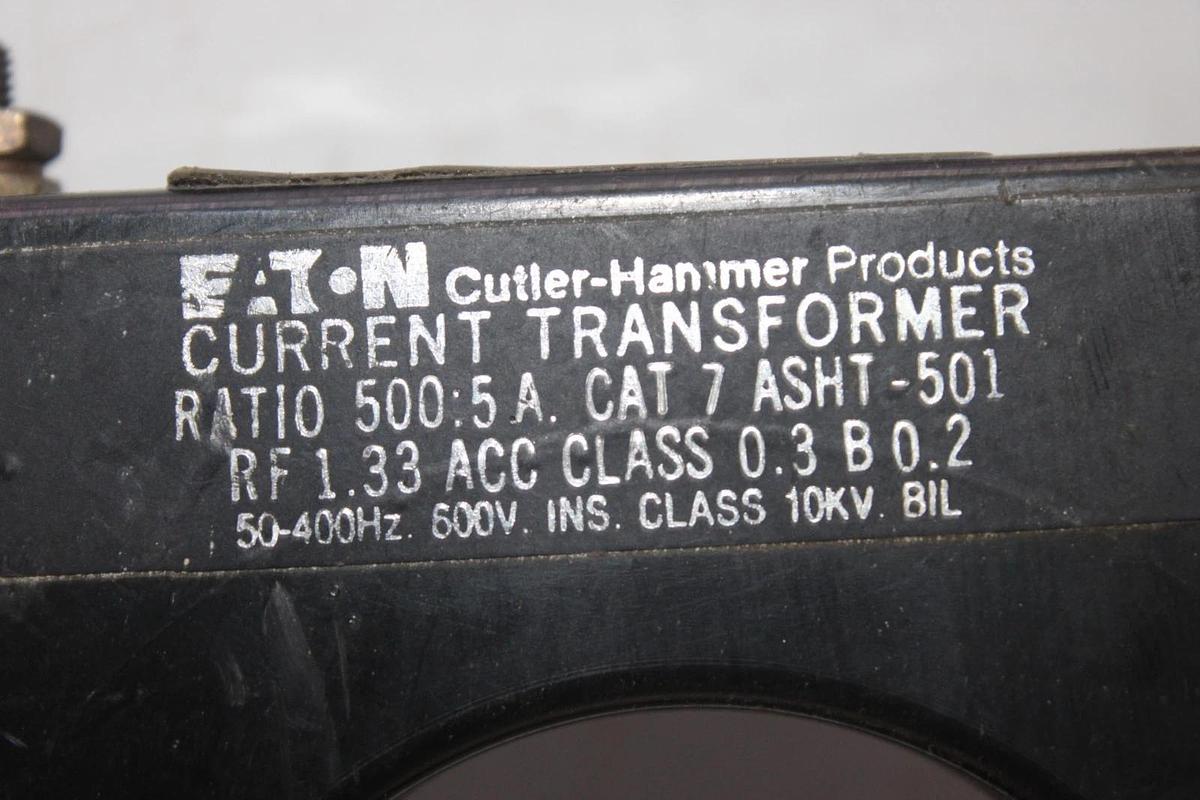 EAT•N Cutler-Hammer Products
CURRENT TRANSFORMER
RATIO 500:5 A. CAT 7 ASHT-501
RF 1.33 ACC CLASS 0.3 B 0.2
50-400Hz. 600V. INS. CLASS 10KV. BIL